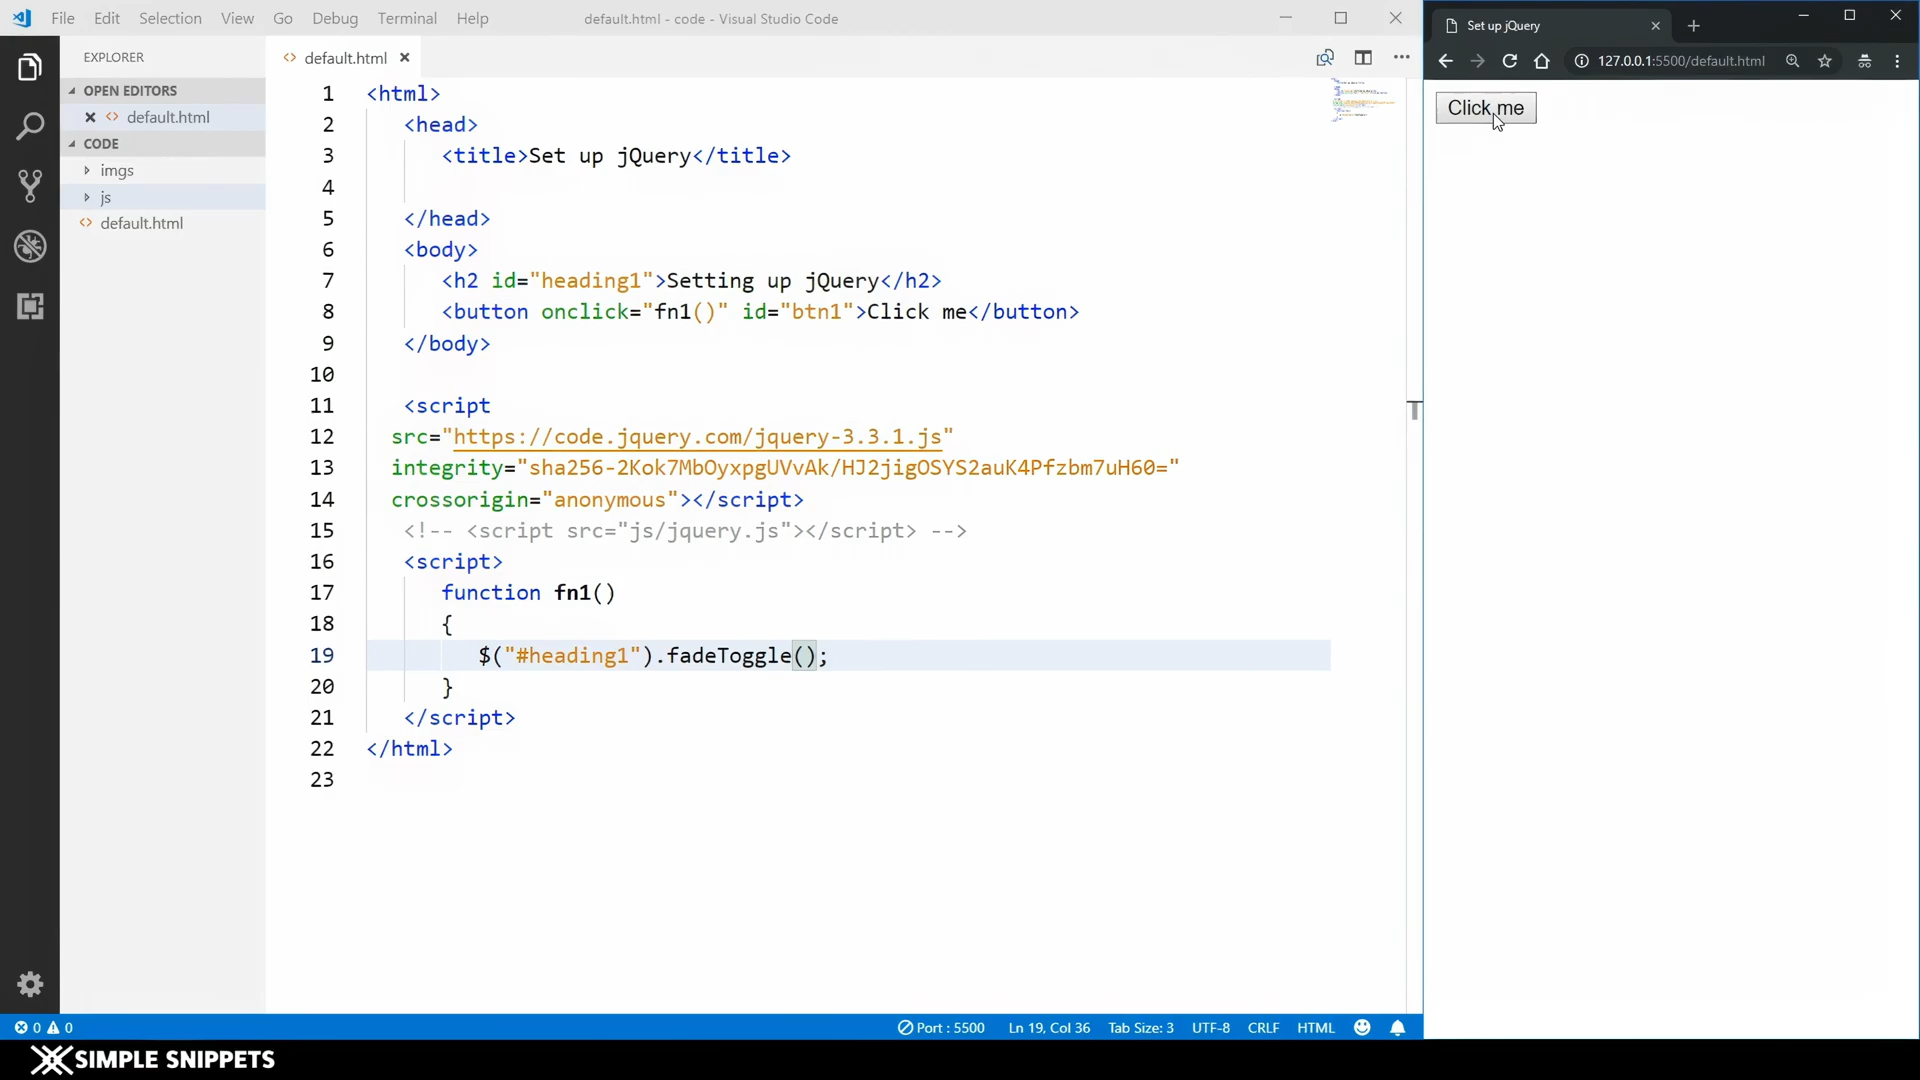 File Edit Selection View Go Debug Terminal Help
default.html - code - Visual Studio Code
EXPLORER
OPEN EDITORS
default.html
CODE
imgs
js
default.html
default.html
1 <html>
2 <head>
3 <title>Set up jQuery</title>
4
5 </head>
6 <body>
7 <h2 id="heading1">Setting up jQuery</h2>
8 <button onclick="fn1()" id="btn1">Click me</button>
9 </body>
10
11 <script
12 src="https://code.jquery.com/jquery-3.3.1.js"
13 integrity="sha256-2Kok7MbOyxpgUVvAk/HJ2jigOSYS2auK4Pfzbm7uH60="
14 crossorigin="anonymous"></script>
15 <!-- <script src="js/jquery.js"></script> -->
16 <script>
17 function fn1()
18 {
19 $("#heading1").fadeToggle();
20 }
21 </script>
22 </html>
23
0 0
Port : 5500 Ln 19, Col 36 Tab Size: 3 UTF-8 CRLF HTML
Set up jQuery
127.0.0.1:5500/default.html
Click me
SIMPLE SNIPPETS